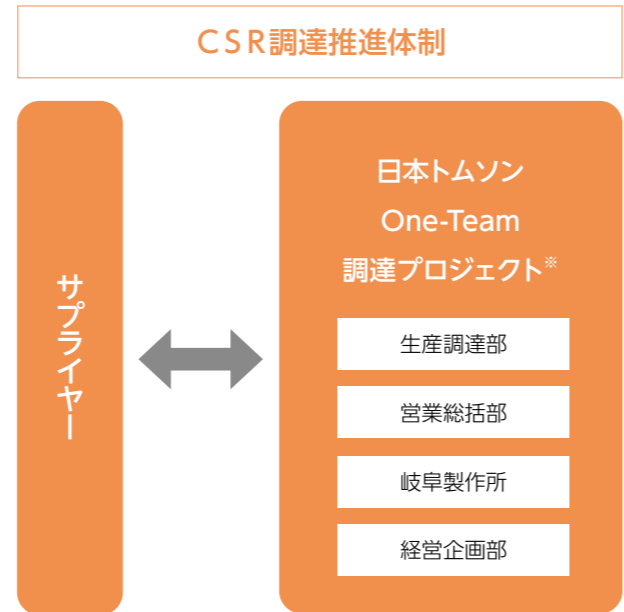 CSR調達推進体制
サプライヤー
日本トムソン
One-Team
調達プロジェクト※
生産調達部
営業総括部
岐阜製作所
経営企画部